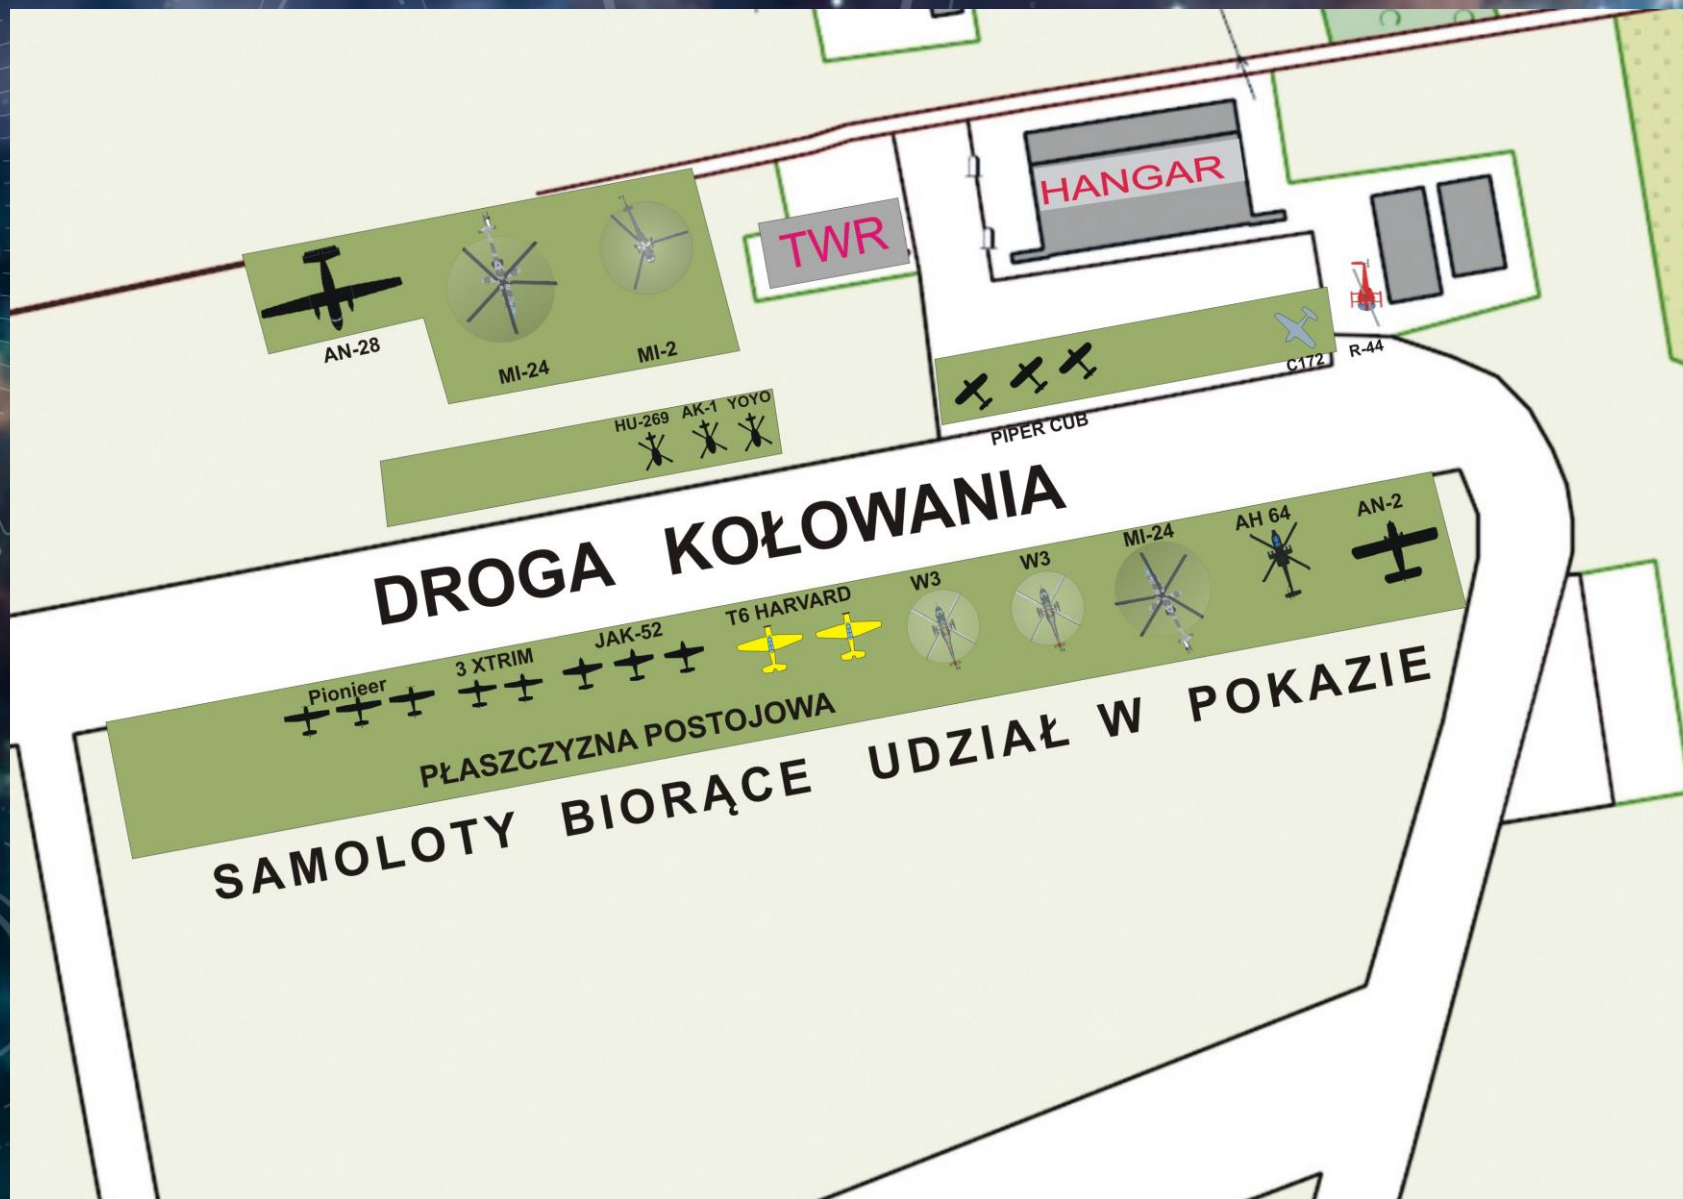 HANGAR
TWR
AN-28
MI-24
MI-2
C172
R-44
PIPER CUB
HU-269
AK-1
YOYO
DROGA KOŁOWANIA
AN-2
AH 64
MI-24
W3
W3
T6 HARVARD
JAK-52
3 XTRIM
Pionjeer
PŁASZCZYZNA POSTOJOWA
SAMOLOTY BIORĄCE UDZIAŁ W POKAZIE